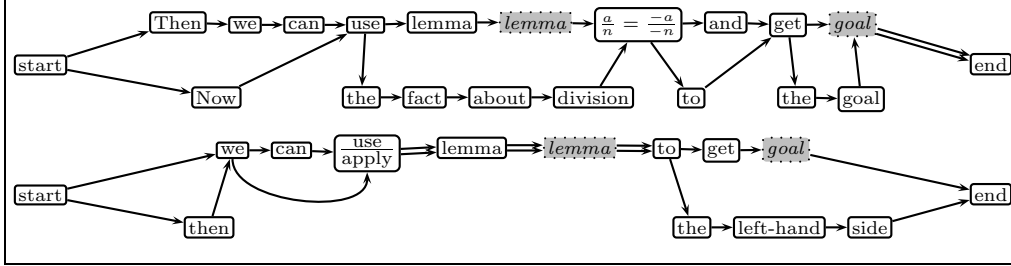 Then we can use lemma lemma a/n = −a/−n and get goal
start
end
Now the fact about division to the goal
we can use lemma lemma to get goal
apply
start
end
then the left-hand side